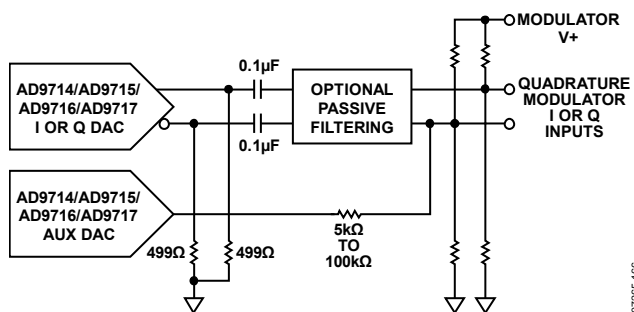 MODULATOR
V+
0.1µF
AD9714/AD9715/
AD9716/AD9717
I OR Q DAC
OPTIONAL
PASSIVE
FILTERING
QUADRATURE
MODULATOR
I OR Q
INPUTS
0.1µF
AD9714/AD9715/
AD9716/AD9717
AUX DAC
499Ω
499Ω
5kΩ
TO
100kΩ